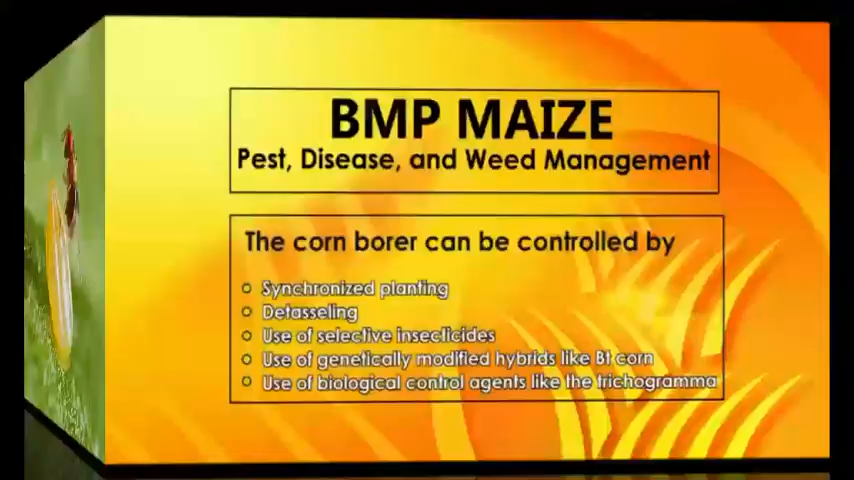 BMP MAIZE
Pest, Disease, and Weed Management
The corn borer can be controlled by
Synchronized planting
Detasseling
Use of selective insecticides
Use of genetically modified hybrids like Bt corn
Use of biological control agents like the trichogramma